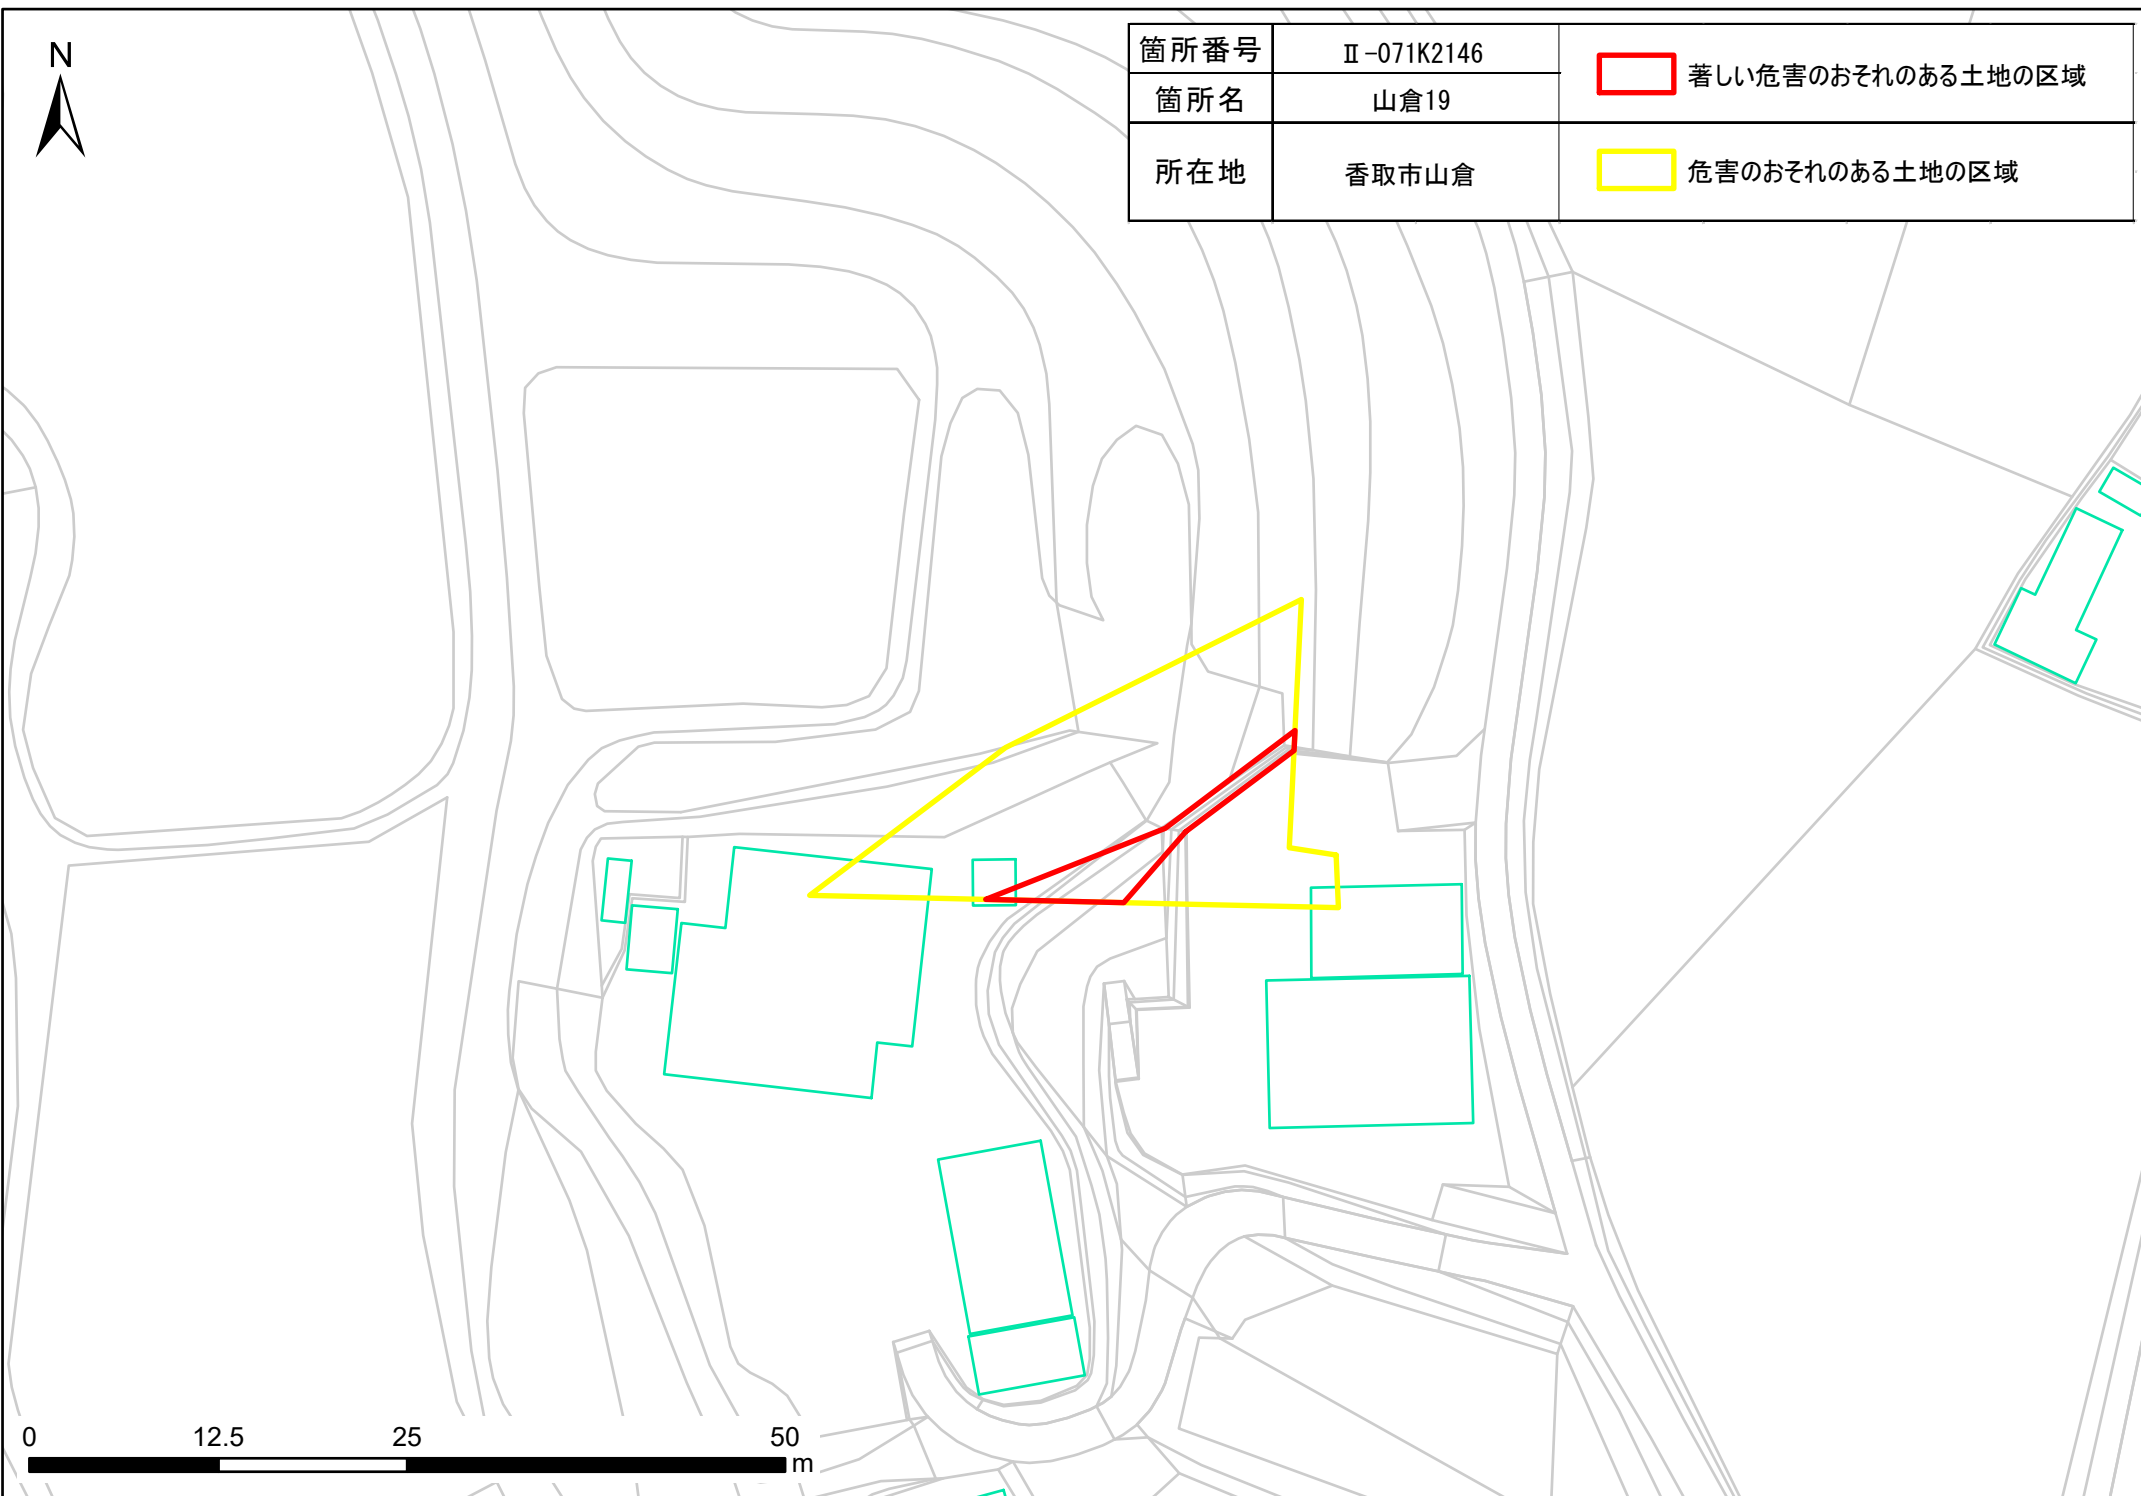 N
箇所番号 Ⅱ-071K2146
箇所名 山倉19
所在地 香取市山倉
著しい危害のおそれのある土地の区域
危害のおそれのある土地の区域
0 12.5 25 50
m